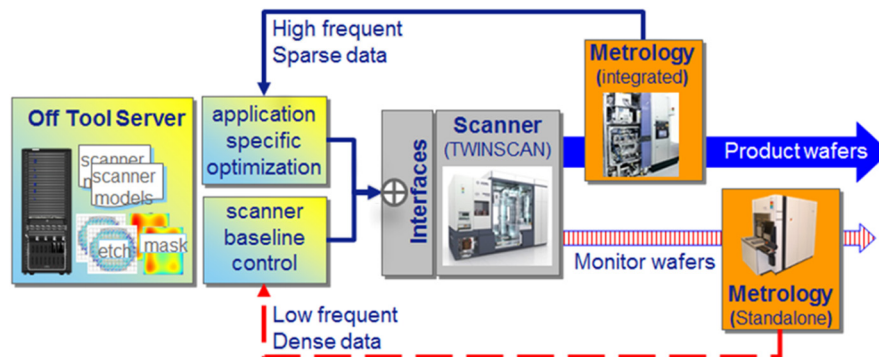 High frequent
Sparse data
Metrology
(integrated)
Off Tool Server
scanner
scanner
models
etch
mask
application
specific
optimization
scanner
baseline
control
Interfaces
Scanner
(TWINSCAN)
Product wafers
Monitor wafers
Metrology
(Standalone)
Low frequent
Dense data